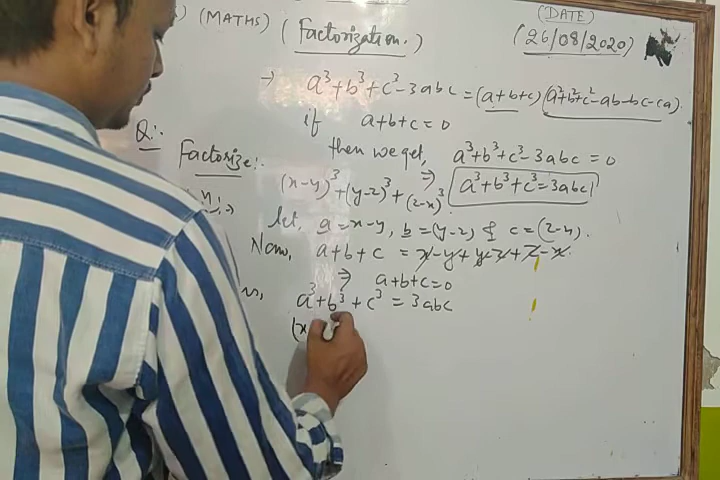 (MATHS) (Factorization.) (DATE)
(26/08/2020)
→ a³+b³+c³-3abc = (a+b+c) (a²+b²+c²-ab-bc-ca).
if a+b+c=0
Q:-
then we get, a³+b³+c³-3abc = 0
Factorize:-
⇒ a³+b³+c³=3abc
(x-y)³+(y-z)³+(z-x)³.
let, a=x-y, b=(y-z) & c=(z-x).
Now, a+b+c = x-y+y-z+z-x.
⇒ a+b+c=0
a³+b³+c³ = 3abc
(x